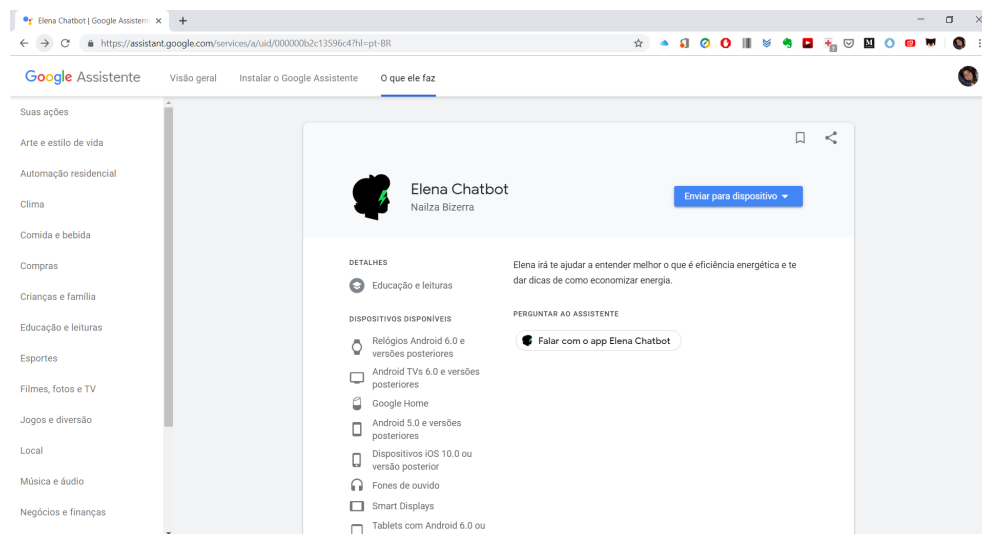 Elena Chatbot | Google Assistent
https://assistant.google.com/services/a/uid/000000b2c13596c4?hl=pt-BR
Google Assistente
Visão geral
Instalar o Google Assistente
O que ele faz
Suas ações
Arte e estilo de vida
Automação residencial
Clima
Comida e bebida
Compras
Crianças e família
Educação e leituras
Esportes
Filmes, fotos e TV
Jogos e diversão
Local
Música e áudio
Negócios e finanças
Elena Chatbot
Nailza Bizerra
Enviar para dispositivo
DETALHES
Educação e leituras
DISPOSITIVOS DISPONÍVEIS
Relógios Android 6.0 e
versões posteriores
Android TVs 6.0 e versões
posteriores
Google Home
Android 5.0 e versões
posteriores
Dispositivos iOS 10.0 ou
versão posterior
Fones de ouvido
Smart Displays
Tablets com Android 6.0 ou
Elena irá te ajudar a entender melhor o que é eficiência energética e te
dar dicas de como economizar energia.
PERGUNTAR AO ASSISTENTE
Falar com o app Elena Chatbot